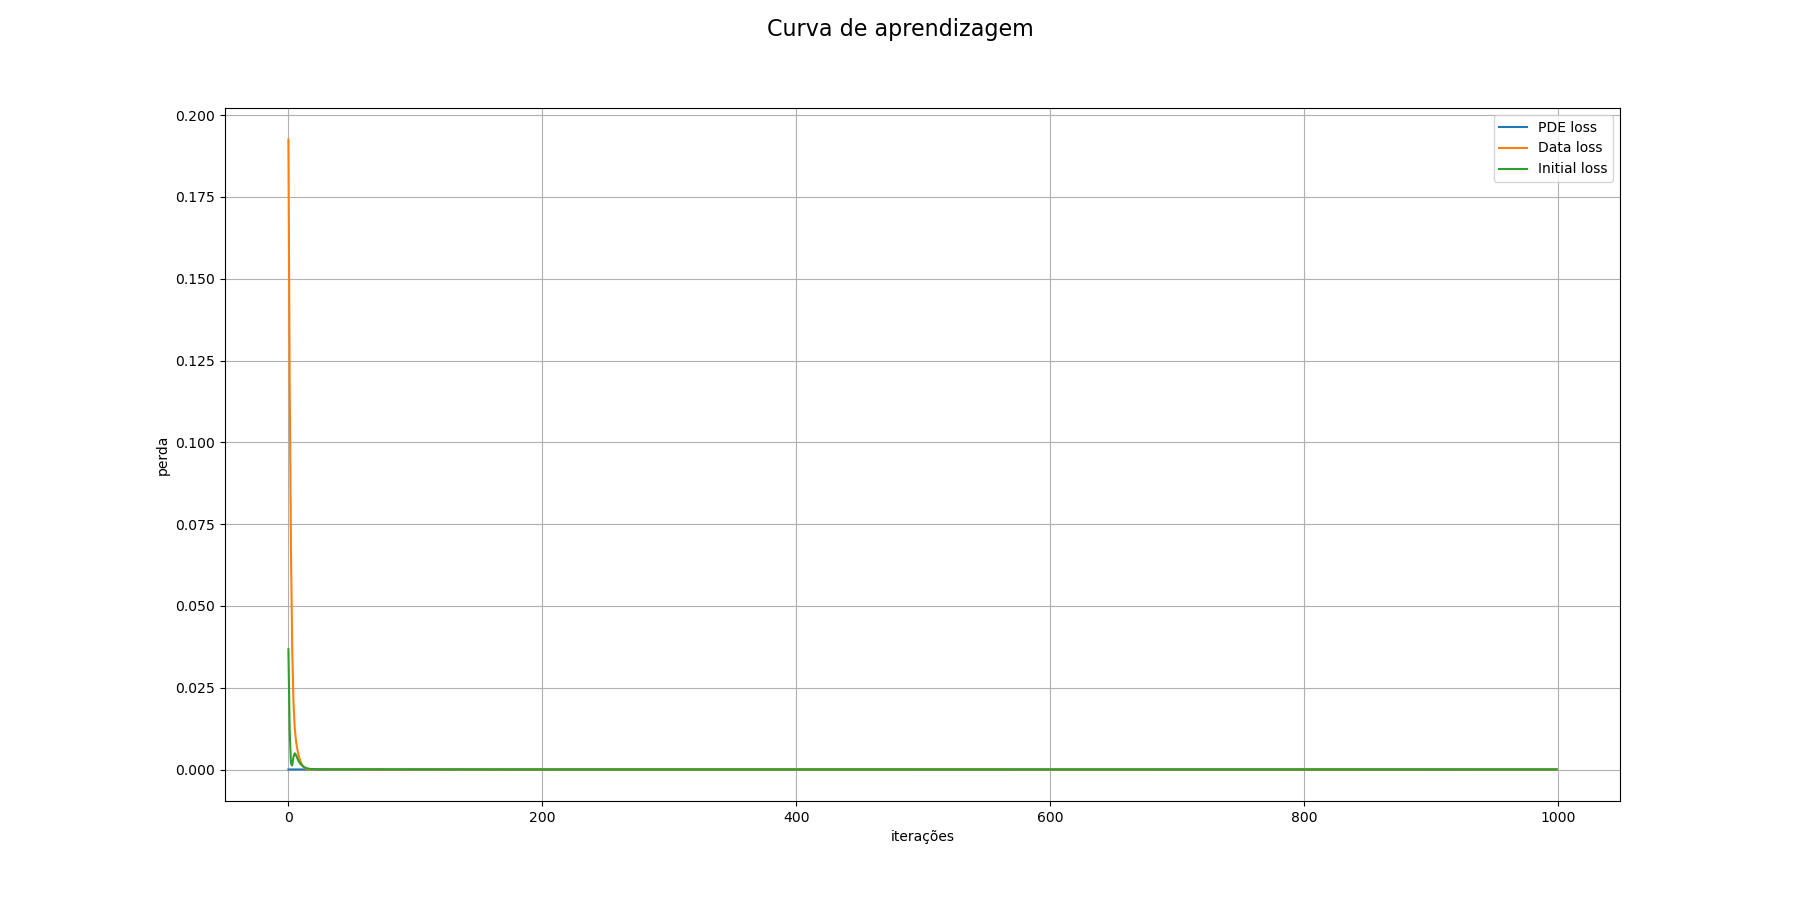 Curva de aprendizagem
0.200
0.175
0.150
0.125
0.100
0.075
0.050
0.025
0.000
perda
PDE loss
Data loss
Initial loss
0 200 400 600 800 1000
iterações